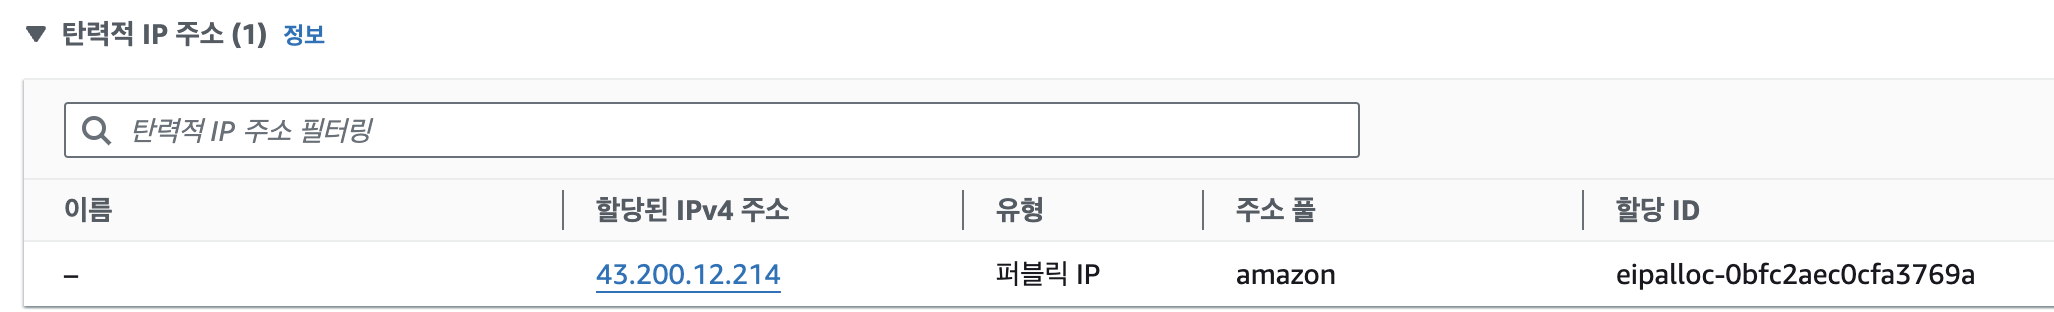 ▼ 탄력적 IP 주소 (1) 정보
탄력적 IP 주소 필터링
이름 할당된 IPv4 주소 유형 주소 풀 할당 ID
– 43.200.12.214 퍼블릭 IP amazon eipalloc-0bfc2aec0cfa3769a